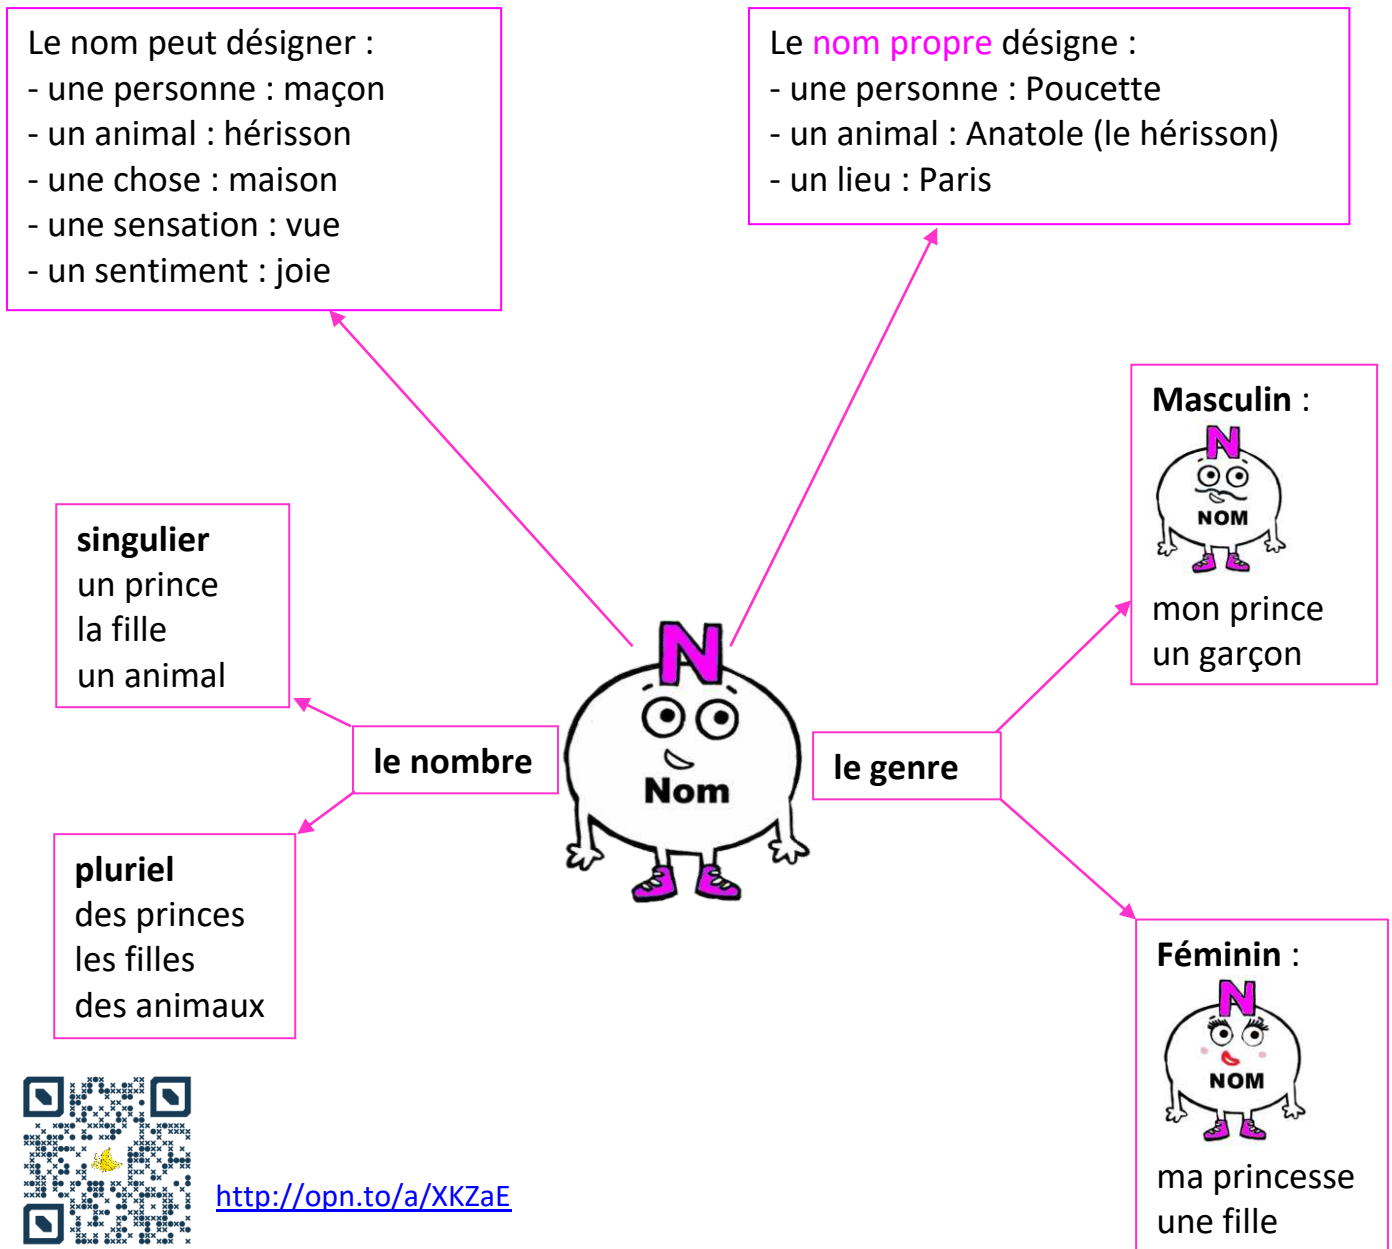 Le nom peut désigner :
- une personne : maçon
- un animal : hérisson
- une chose : maison
- une sensation : vue
- un sentiment : joie
Le nom propre désigne :
- une personne : Poucette
- un animal : Anatole (le hérisson)
- un lieu : Paris
Masculin :
N
NOM
mon prince
un garçon
singulier
un prince
la fille
un animal
N
Nom
le nombre
le genre
pluriel
des princes
les filles
des animaux
Féminin :
N
NOM
ma princesse
une fille
http://opn.to/a/XKZaE